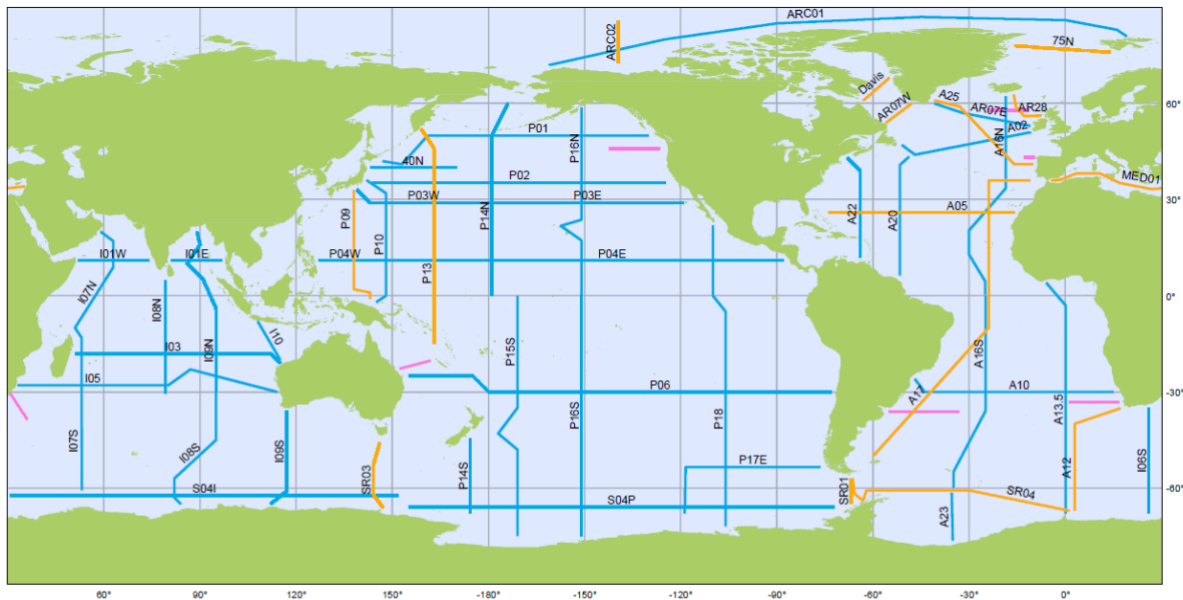 ARC01
ARC02
75N
Davis
A25
60°
AR07W
AR07E
AR28
A02
P01
P16N
A16N
40N
P02
MED01
P03W
P03E
30°
P09
P14N
A22
A05
A20
P10
I01W
I01E
P04W
P04E
P13
I07N
I08N
0°
I10
I03
I09N
P15S
A16S
I05
P06
A17
A10
-30°
P16S
P18
A13.5
I07S
I08S
I09S
SR03
P14S
P17E
A12
I06S
S04I
S04P
SR01
SR04
-60°
A23
60°
90°
120°
150°
-180°
-150°
-120°
-90°
-60°
-30°
0°